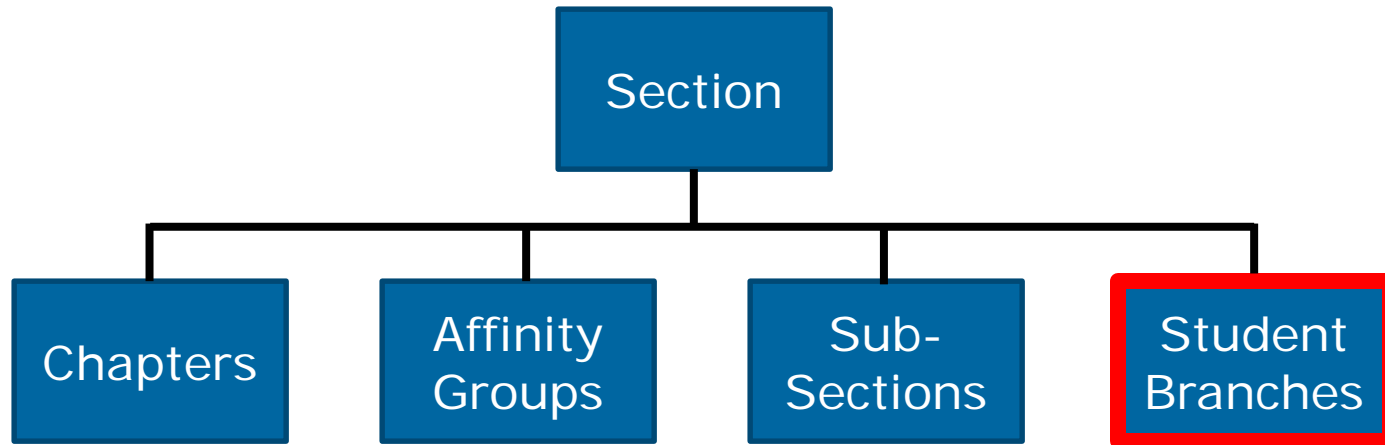 Section
Chapters
Affinity
Groups
Sub-
Sections
Student
Branches